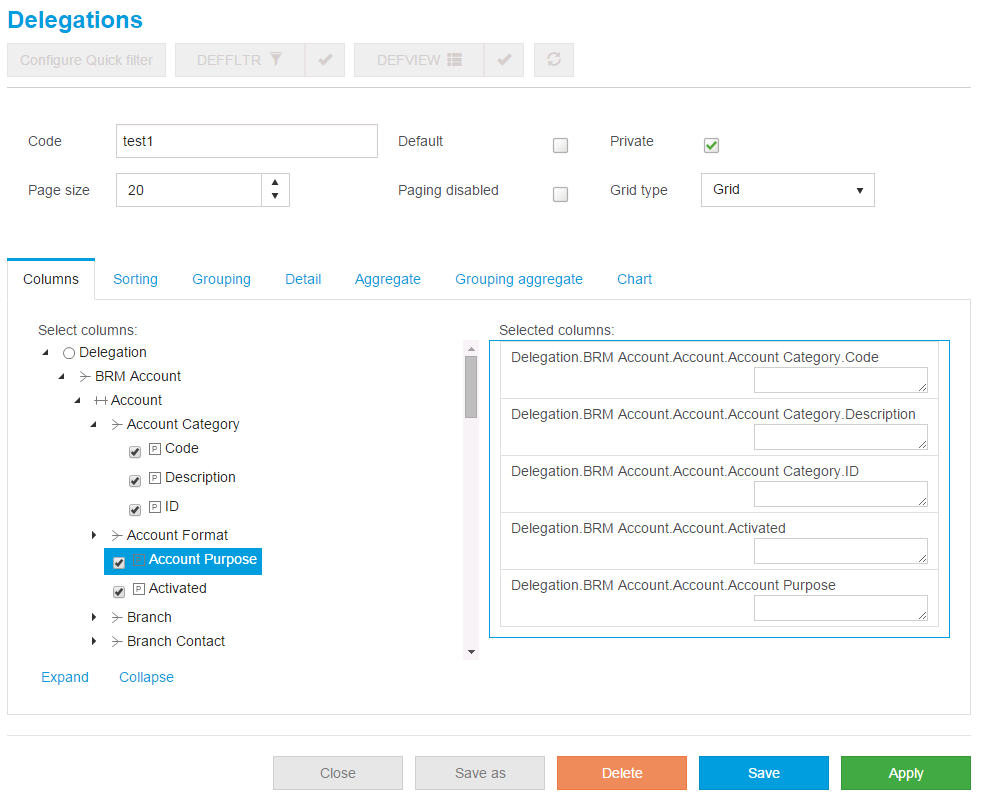 Delegations
Configure Quick filter DEFFLTR DEFVIEW
Code test1 Default Private
Page size 20 Paging disabled Grid type Grid
Columns Sorting Grouping Detail Aggregate Grouping aggregate Chart
Select columns:
Delegation
BRM Account
Account
Account Category
P Code
P Description
P ID
Account Format
P Account Purpose
P Activated
Branch
Branch Contact
Expand Collapse
Selected columns:
Delegation.BRM Account.Account.Account Category.Code
Delegation.BRM Account.Account.Account Category.Description
Delegation.BRM Account.Account.Account Category.ID
Delegation.BRM Account.Account.Activated
Delegation.BRM Account.Account.Account Purpose
Close Save as Delete Save Apply